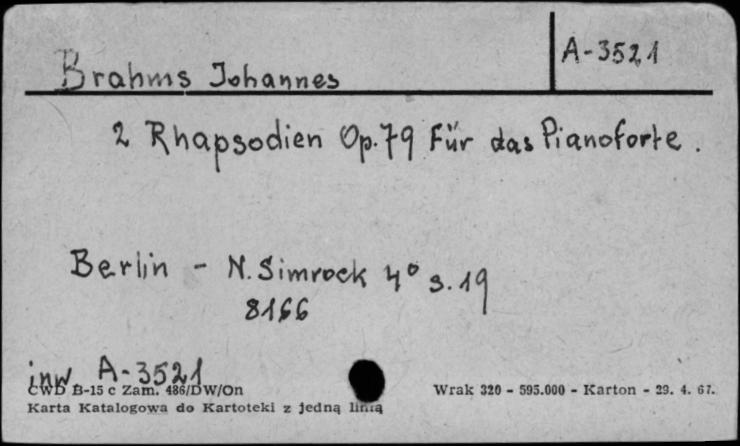 A-3521
Brahms Johannes
2 Rhapsodien Op.79 Für das Pianoforte.
Berlin - N. Simrock 4° s. 19
8166
inw A-3521
CWD B-15 c Zam. 486/DW/On Wrak 320 - 595.000 - Karton - 29. 4. 67.
Karta Katalogowa do Kartoteki z jedną linią